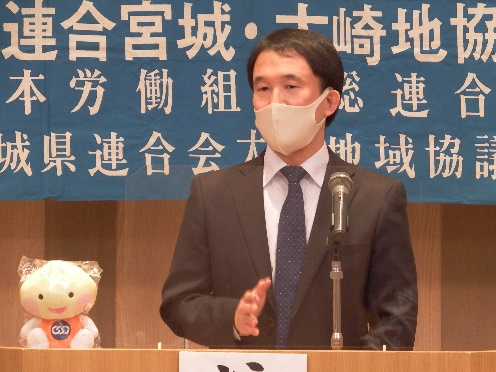 連合宮城・古崎地協
本労働組 総連合
城県連合会 地域協議